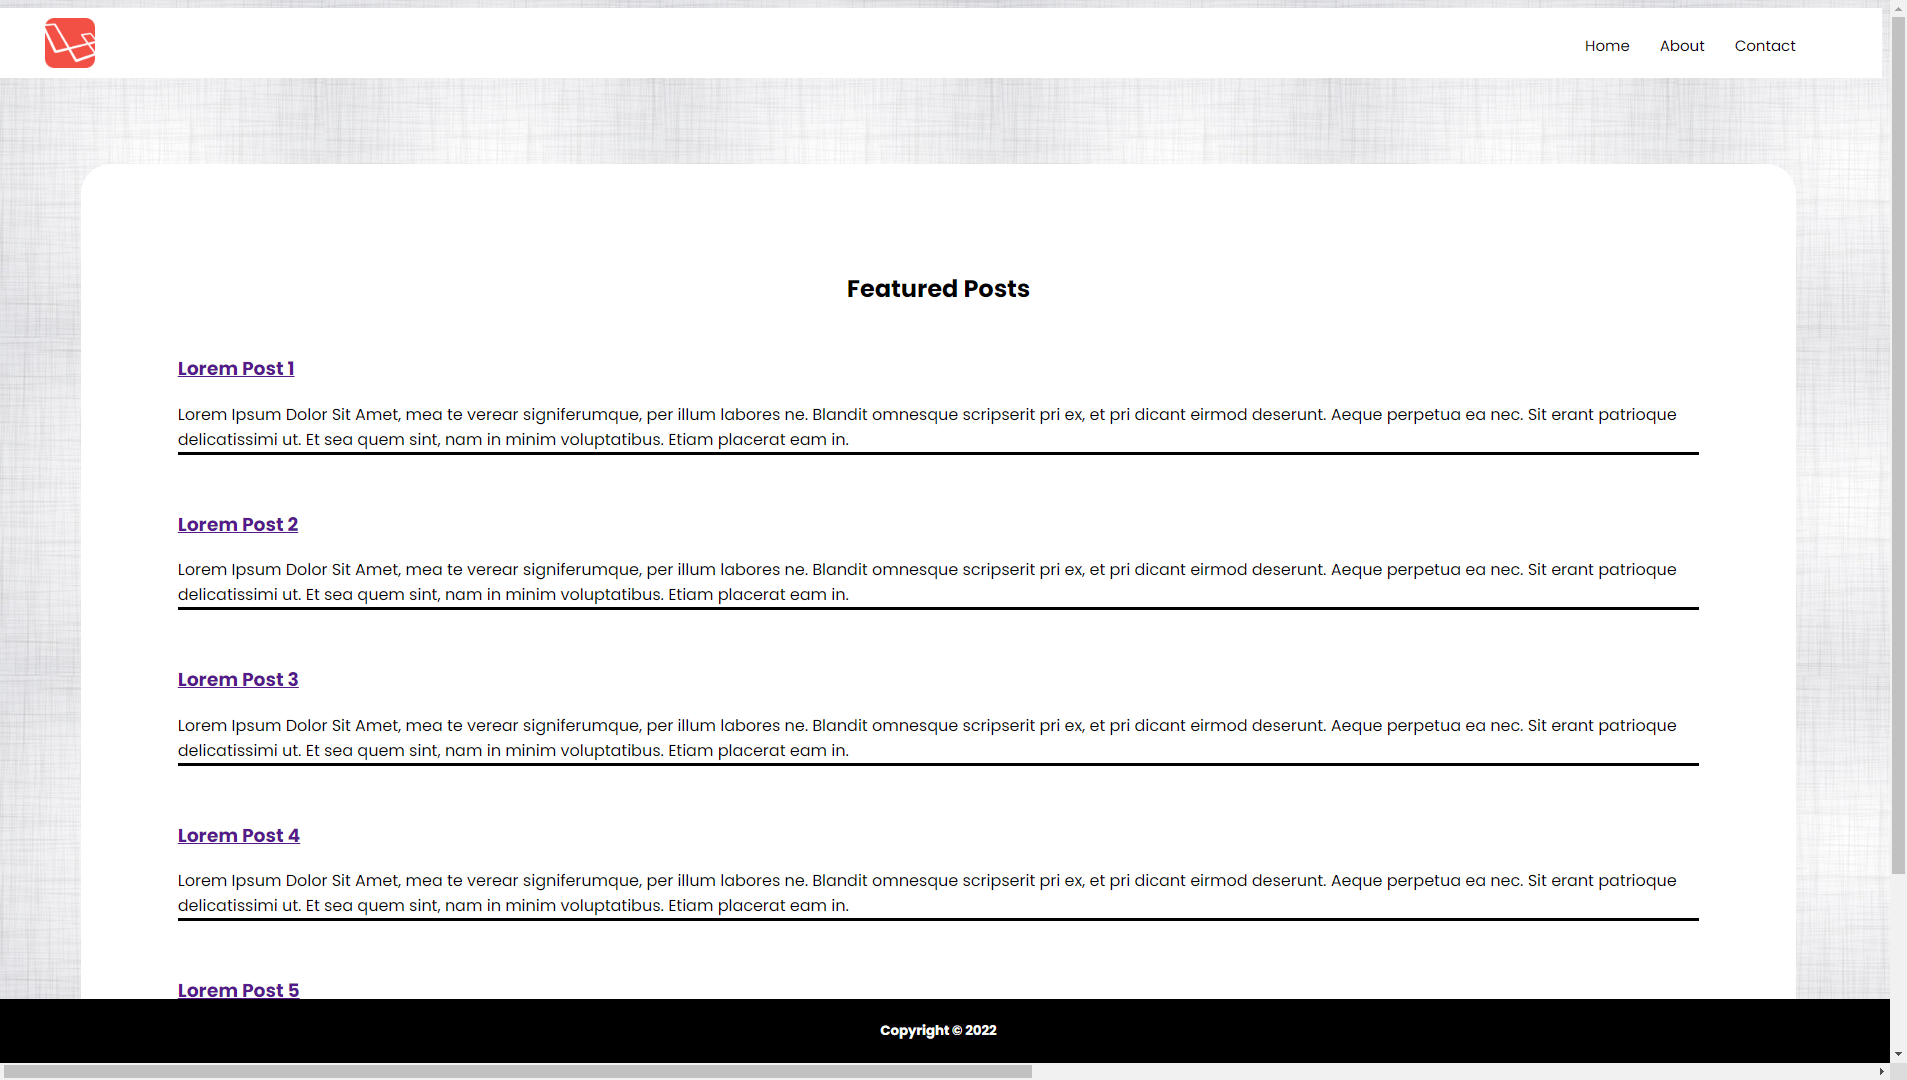 Home About Contact
Featured Posts
Lorem Post 1
Lorem Ipsum Dolor Sit Amet, mea te verear signiferumque, per illum labores ne. Blandit omnesque scripserit pri ex, et pri dicant eirmod deserunt. Aeque perpetua ea nec. Sit erant patrioque
delicatissimi ut. Et sea quem sint, nam in minim voluptatibus. Etiam placerat eam in.
Lorem Post 2
Lorem Ipsum Dolor Sit Amet, mea te verear signiferumque, per illum labores ne. Blandit omnesque scripserit pri ex, et pri dicant eirmod deserunt. Aeque perpetua ea nec. Sit erant patrioque
delicatissimi ut. Et sea quem sint, nam in minim voluptatibus. Etiam placerat eam in.
Lorem Post 3
Lorem Ipsum Dolor Sit Amet, mea te verear signiferumque, per illum labores ne. Blandit omnesque scripserit pri ex, et pri dicant eirmod deserunt. Aeque perpetua ea nec. Sit erant patrioque
delicatissimi ut. Et sea quem sint, nam in minim voluptatibus. Etiam placerat eam in.
Lorem Post 4
Lorem Ipsum Dolor Sit Amet, mea te verear signiferumque, per illum labores ne. Blandit omnesque scripserit pri ex, et pri dicant eirmod deserunt. Aeque perpetua ea nec. Sit erant patrioque
delicatissimi ut. Et sea quem sint, nam in minim voluptatibus. Etiam placerat eam in.
Lorem Post 5
Copyright © 2022